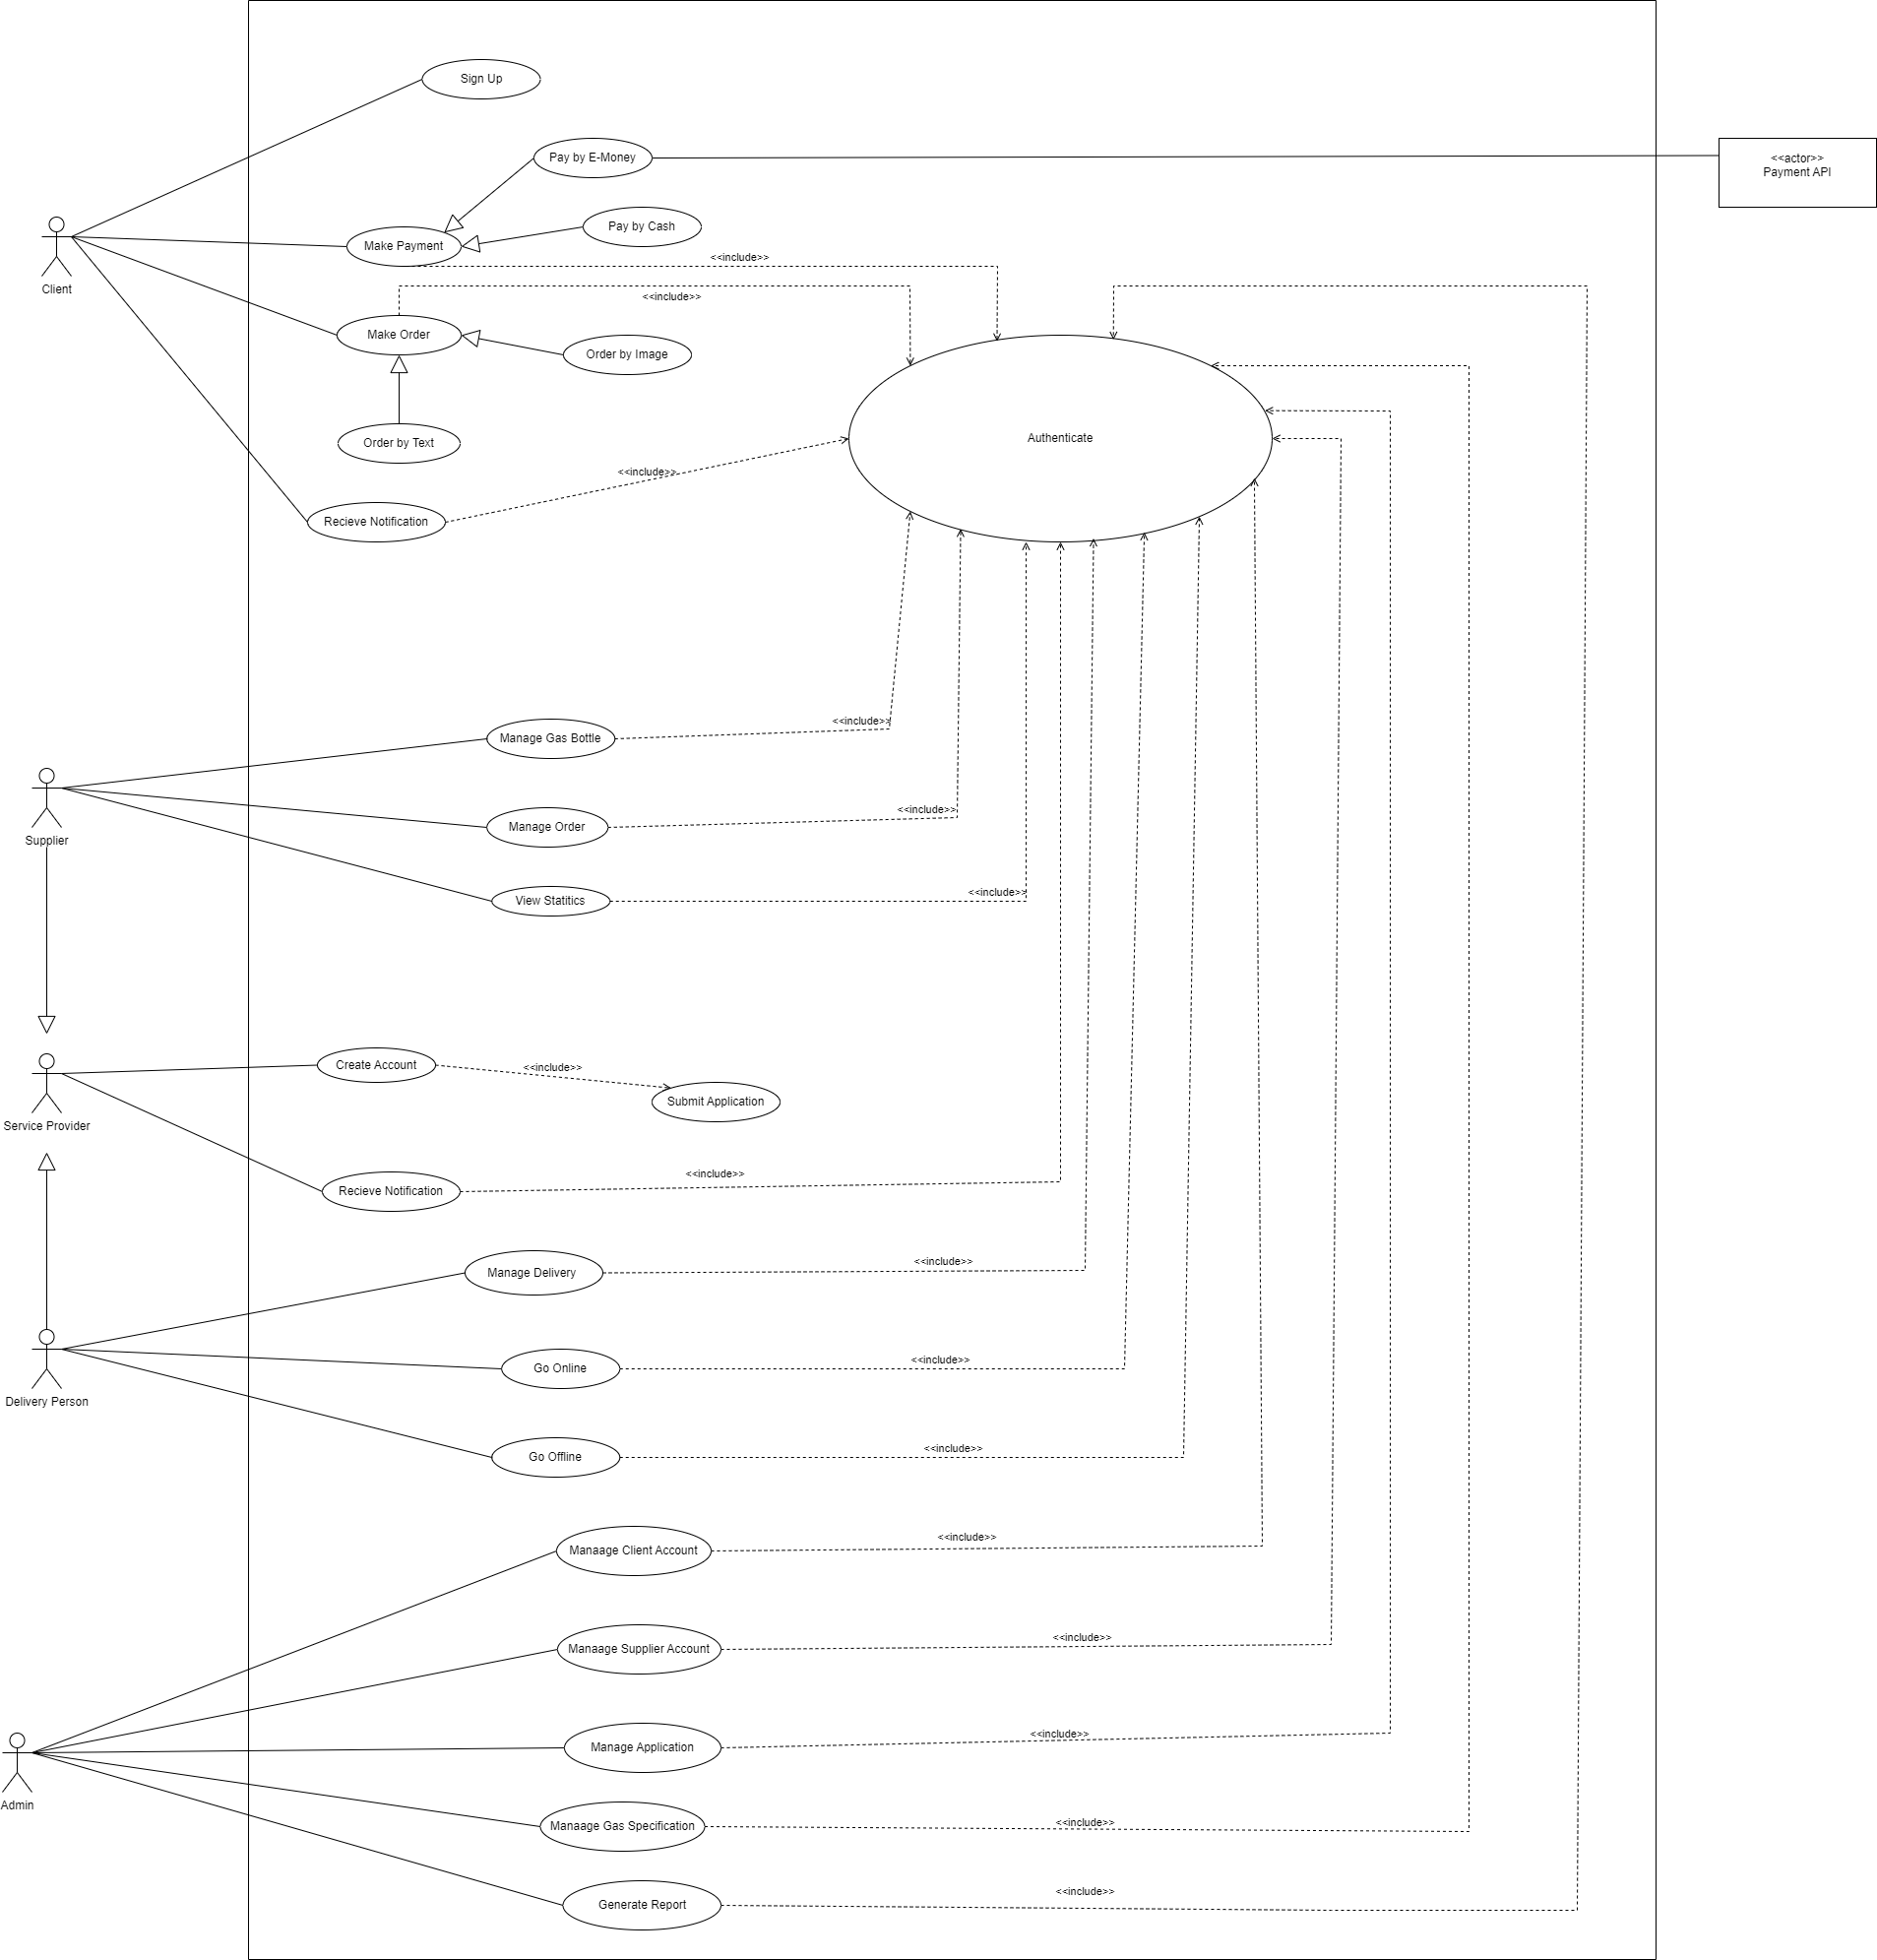 Sign Up
Pay by E-Money
<<actor>>
Payment API
Pay by Cash
Make Payment
<<include>>
Client
<<include>>
Make Order
Order by Image
Authenticate
Order by Text
<<include>>
Recieve Notification
<<include>>
Manage Gas Bottle
<<include>>
Manage Order
Supplier
<<include>>
View Statitics
Create Account
<<include>>
Submit Application
Service Provider
<<include>>
Recieve Notification
<<include>>
Manage Delivery
<<include>>
Go Online
Delivery Person
<<include>>
Go Offline
<<include>>
Manaage Client Account
<<include>>
Manaage Supplier Account
<<include>>
Manage Application
Admin
<<include>>
Manaage Gas Specification
<<include>>
Generate Report